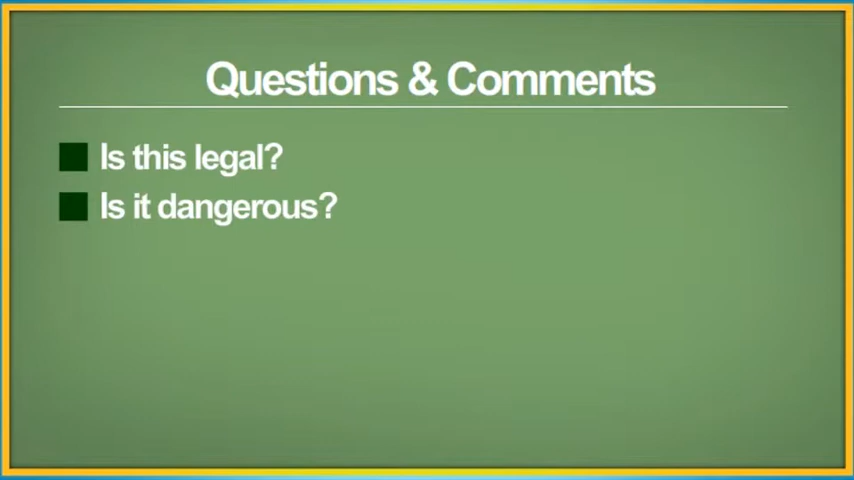 Questions & Comments
Is this legal?
Is it dangerous?